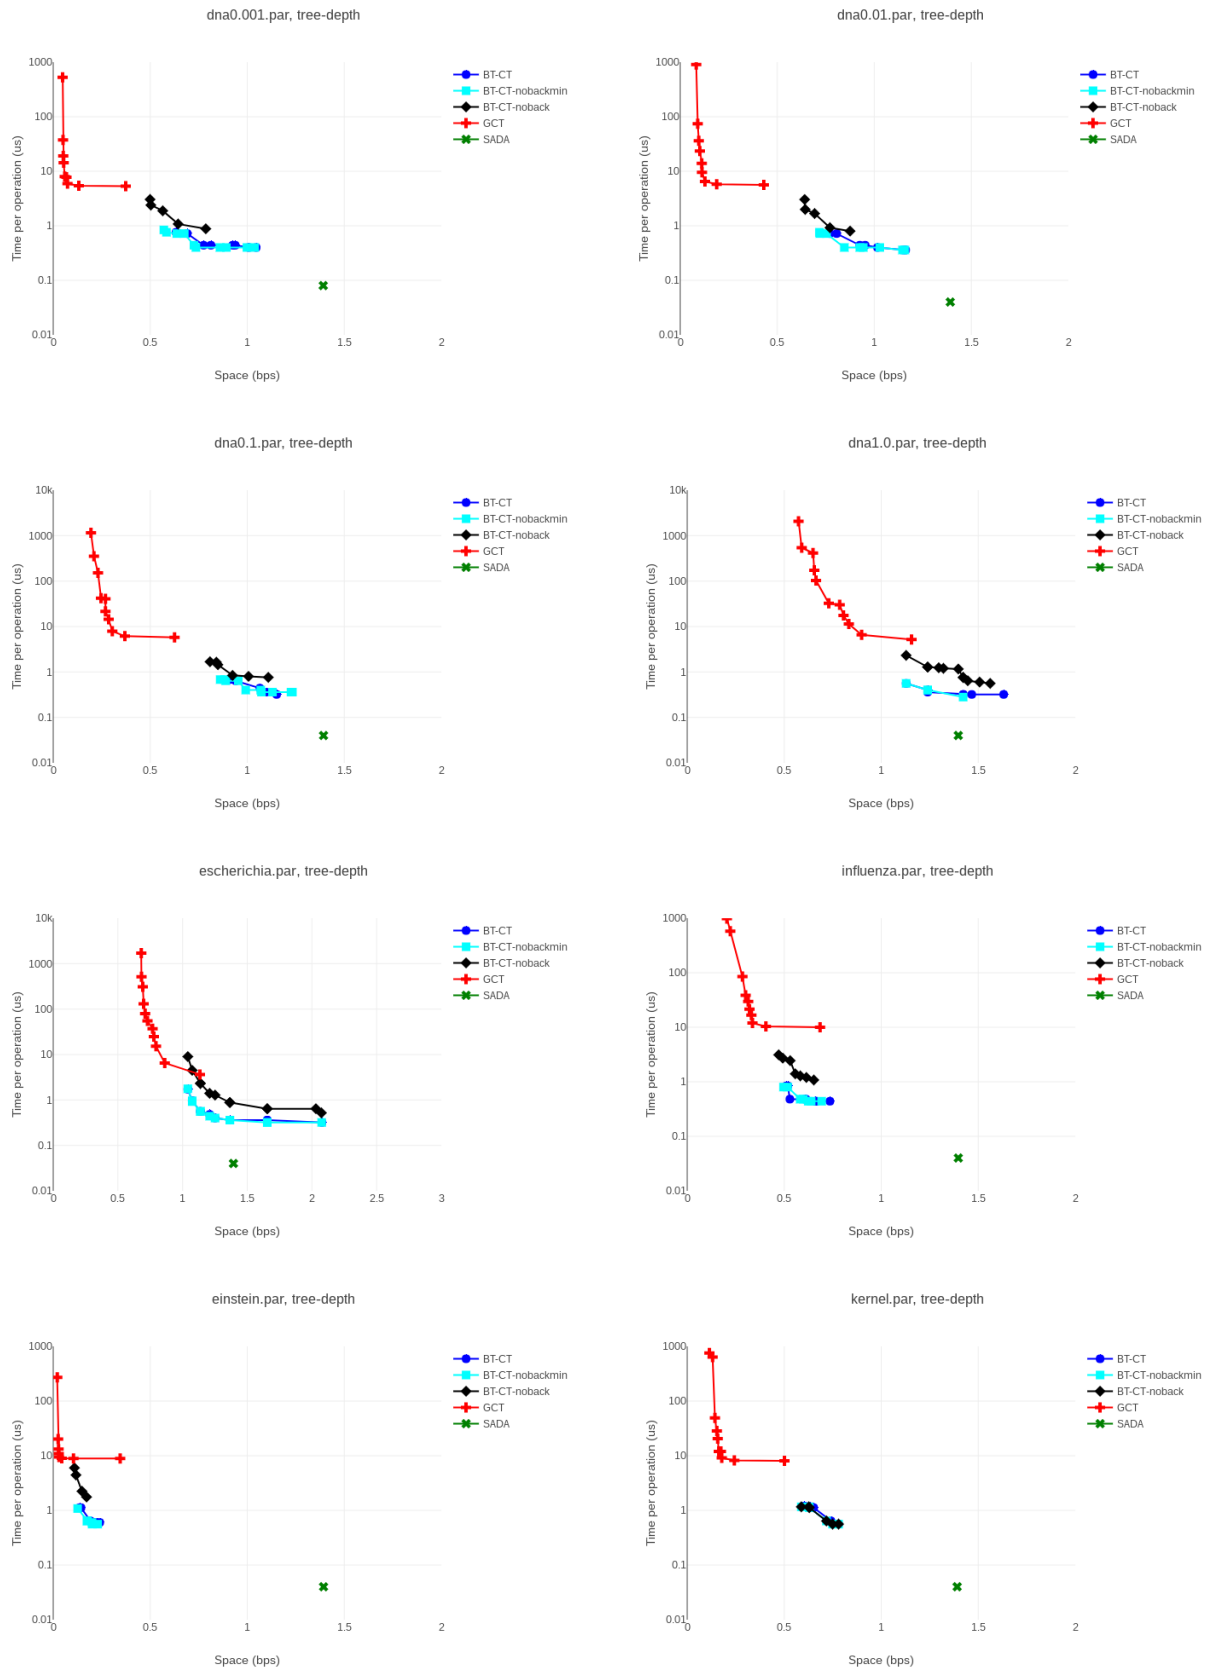 dna0.001.par, tree-depth
1000
100
10
1
0.1
0.01
Time per operation (us)
0
0.5
1
1.5
2
Space (bps)
BT-CT
BT-CT-nobackmin
BT-CT-noback
GCT
SADA
dna0.01.par, tree-depth
1000
100
10
1
0.1
0.01
Time per operation (us)
0
0.5
1
1.5
2
Space (bps)
BT-CT
BT-CT-nobackmin
BT-CT-noback
GCT
SADA
dna0.1.par, tree-depth
10k
1000
100
10
1
0.1
0.01
Time per operation (us)
0
0.5
1
1.5
2
Space (bps)
BT-CT
BT-CT-nobackmin
BT-CT-noback
GCT
SADA
dna1.0.par, tree-depth
10k
1000
100
10
1
0.1
0.01
Time per operation (us)
0
0.5
1
1.5
2
Space (bps)
BT-CT
BT-CT-nobackmin
BT-CT-noback
GCT
SADA
escherichia.par, tree-depth
10k
1000
100
10
1
0.1
0.01
Time per operation (us)
0
0.5
1
1.5
2
2.5
3
Space (bps)
BT-CT
BT-CT-nobackmin
BT-CT-noback
GCT
SADA
influenza.par, tree-depth
1000
100
10
1
0.1
0.01
Time per operation (us)
0
0.5
1
1.5
2
Space (bps)
BT-CT
BT-CT-nobackmin
BT-CT-noback
GCT
SADA
einstein.par, tree-depth
1000
100
10
1
0.1
0.01
Time per operation (us)
0
0.5
1
1.5
2
Space (bps)
BT-CT
BT-CT-nobackmin
BT-CT-noback
GCT
SADA
kernel.par, tree-depth
1000
100
10
1
0.1
0.01
Time per operation (us)
0
0.5
1
1.5
2
Space (bps)
BT-CT
BT-CT-nobackmin
BT-CT-noback
GCT
SADA